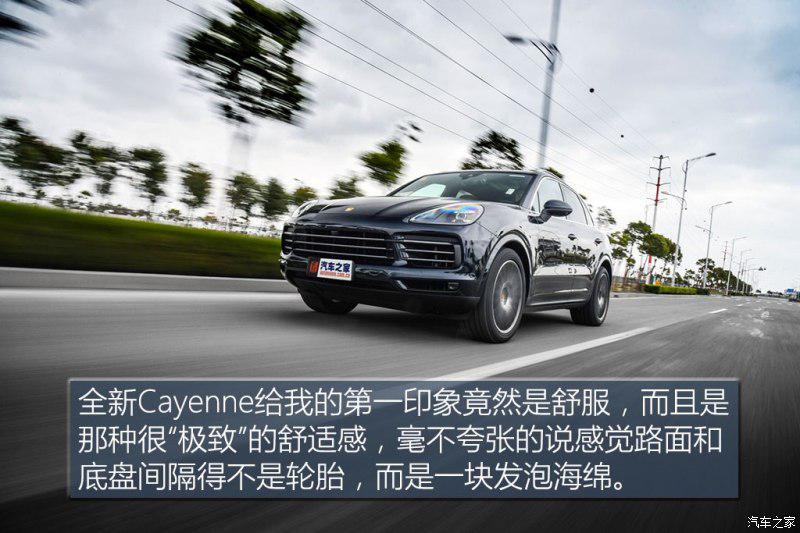 汽车之家
全新Cayenne给我的第一印象竟然是舒服，而且是
那种很“极致”的舒适感，毫不夸张的说感觉路面和
底盘间隔得不是轮胎，而是一块发泡海绵。
汽车之家